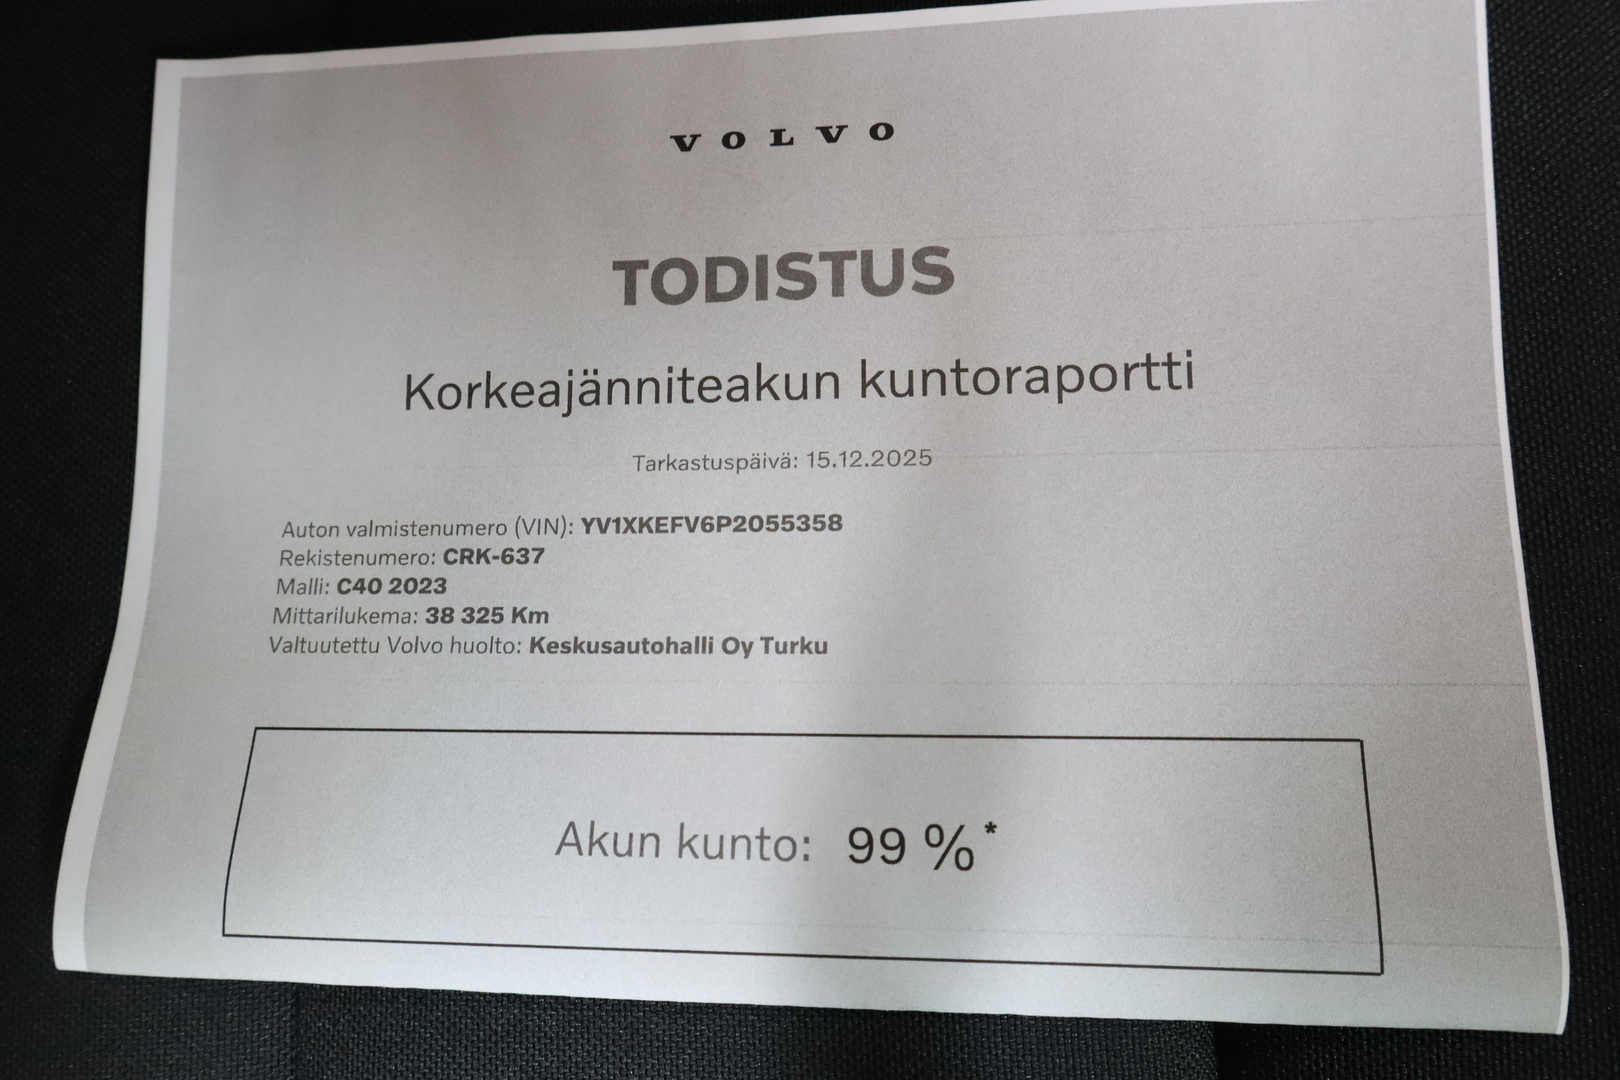 VOLVO
TODISTUS
Korkeajänniteakun kuntoraportti
Tarkastuspäivä: 15.12.2025
Auton valmistenumero (VIN): YV1XKEFV6P2055358
Rekistenumero: CRK-637
Malli: C40 2023
Mittarilukema: 38 325 Km
Valtuutettu Volvo huolto: Keskusautohalli Oy Turku
Akun kunto: 99 %*